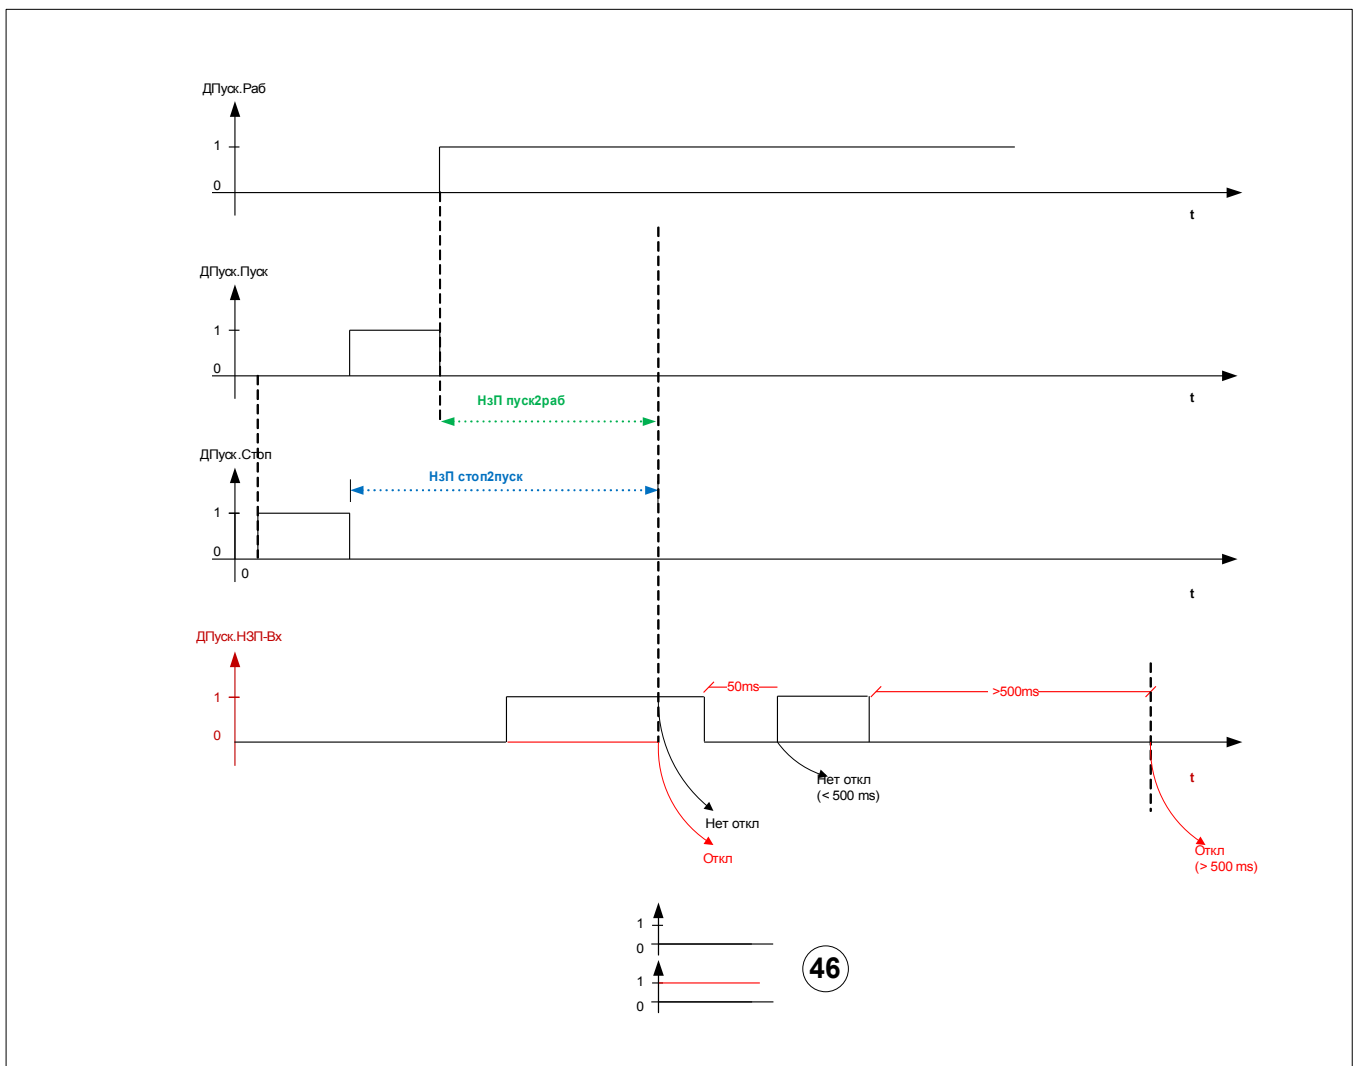 ДПуск.Раб
1
0
t
ДПуск.Пуск
1
0
t
НзП пуск2раб
ДПуск.Стоп
НзП стоп2пуск
1
0
0
t
ДПуск.НЗП-Вх
1
50ms
>500ms
0
t
Нет откл
(< 500 ms)
Нет откл
Откл
Откл
(> 500 ms)
1
0
46
1
0